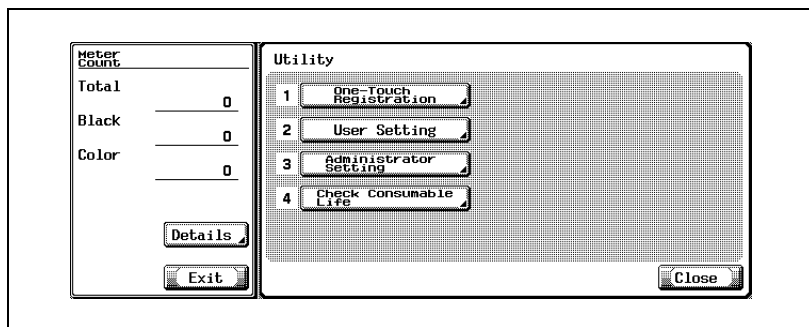 Meter
Count
Total
0
Black
0
Color
0
Details
Exit
Utility
1 One-Touch
Registration
2 User Setting
3 Administrator
Setting
4 Check Consumable
Life
Close